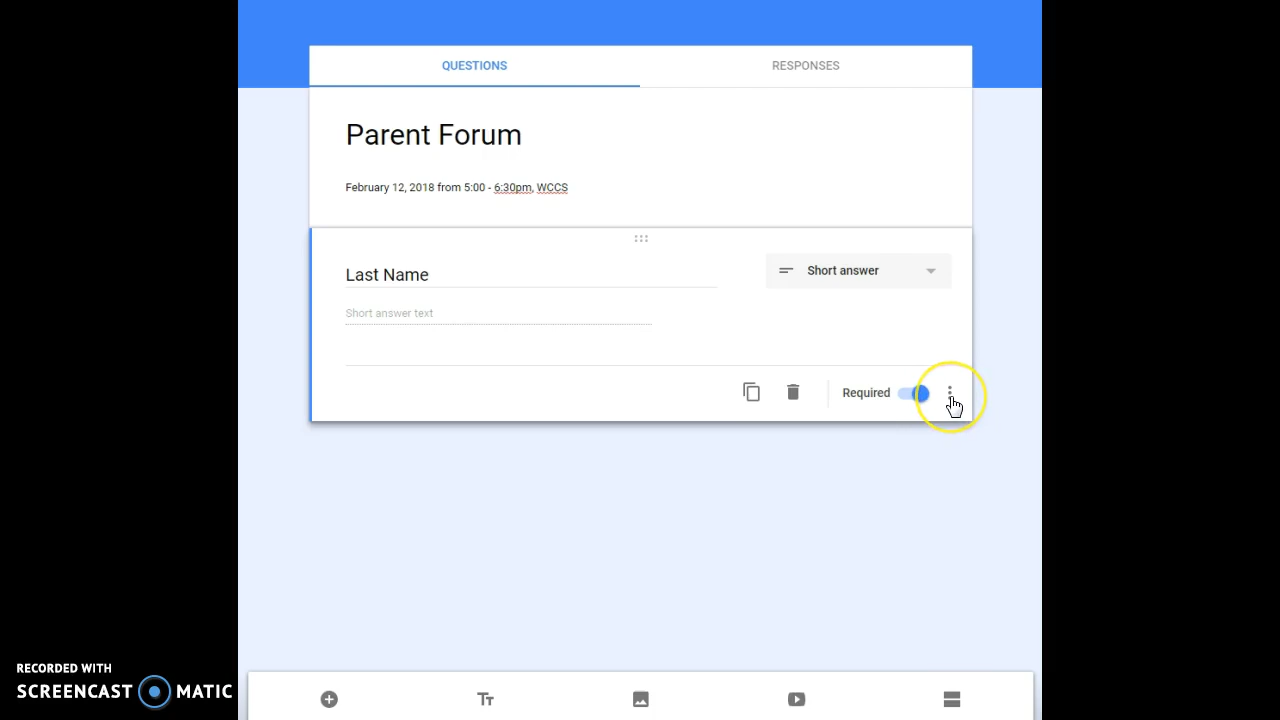 QUESTIONS
RESPONSES
Parent Forum
February 12, 2018 from 5:00 - 6:30pm, WCCS
Last Name
Short answer
Short answer text
Required
Tт
RECORDED WITH
SCREENCAST MATIC